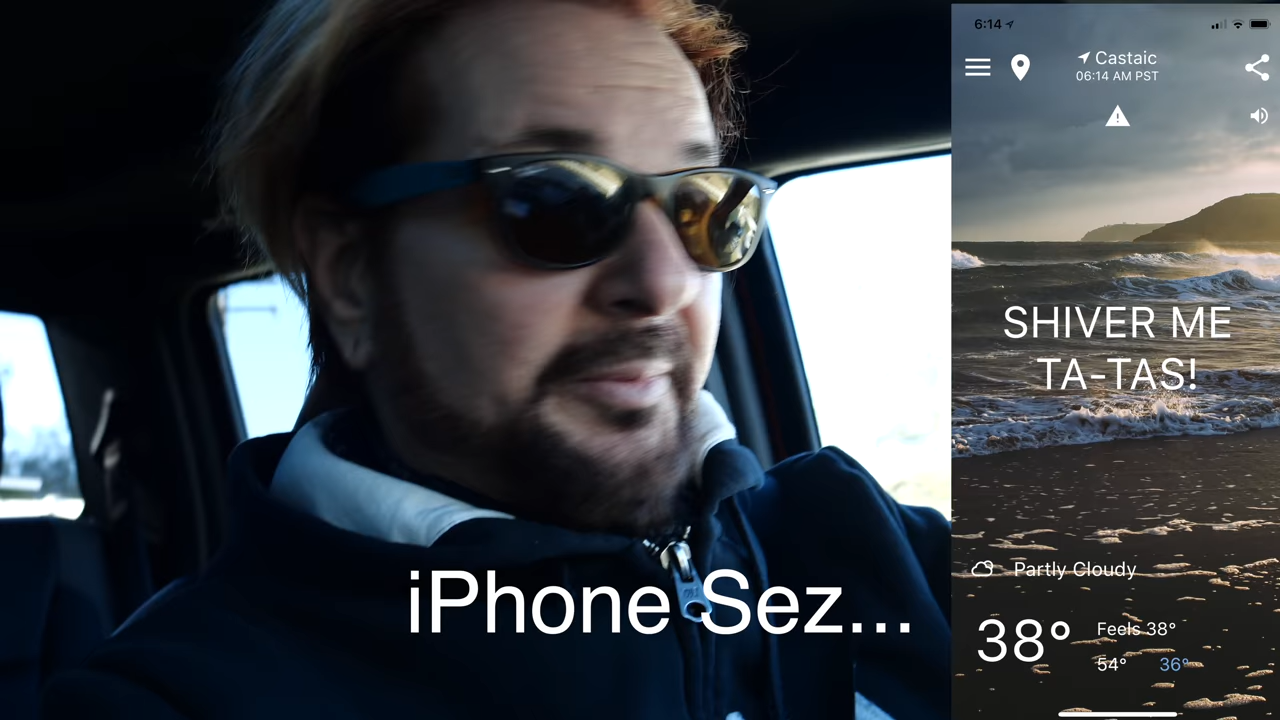 iPhone Sez...
6:14
Castaic
06:14 AM PST
SHIVER ME
TA-TAS!
Partly Cloudy
38°
Feels 38°
54° 36°